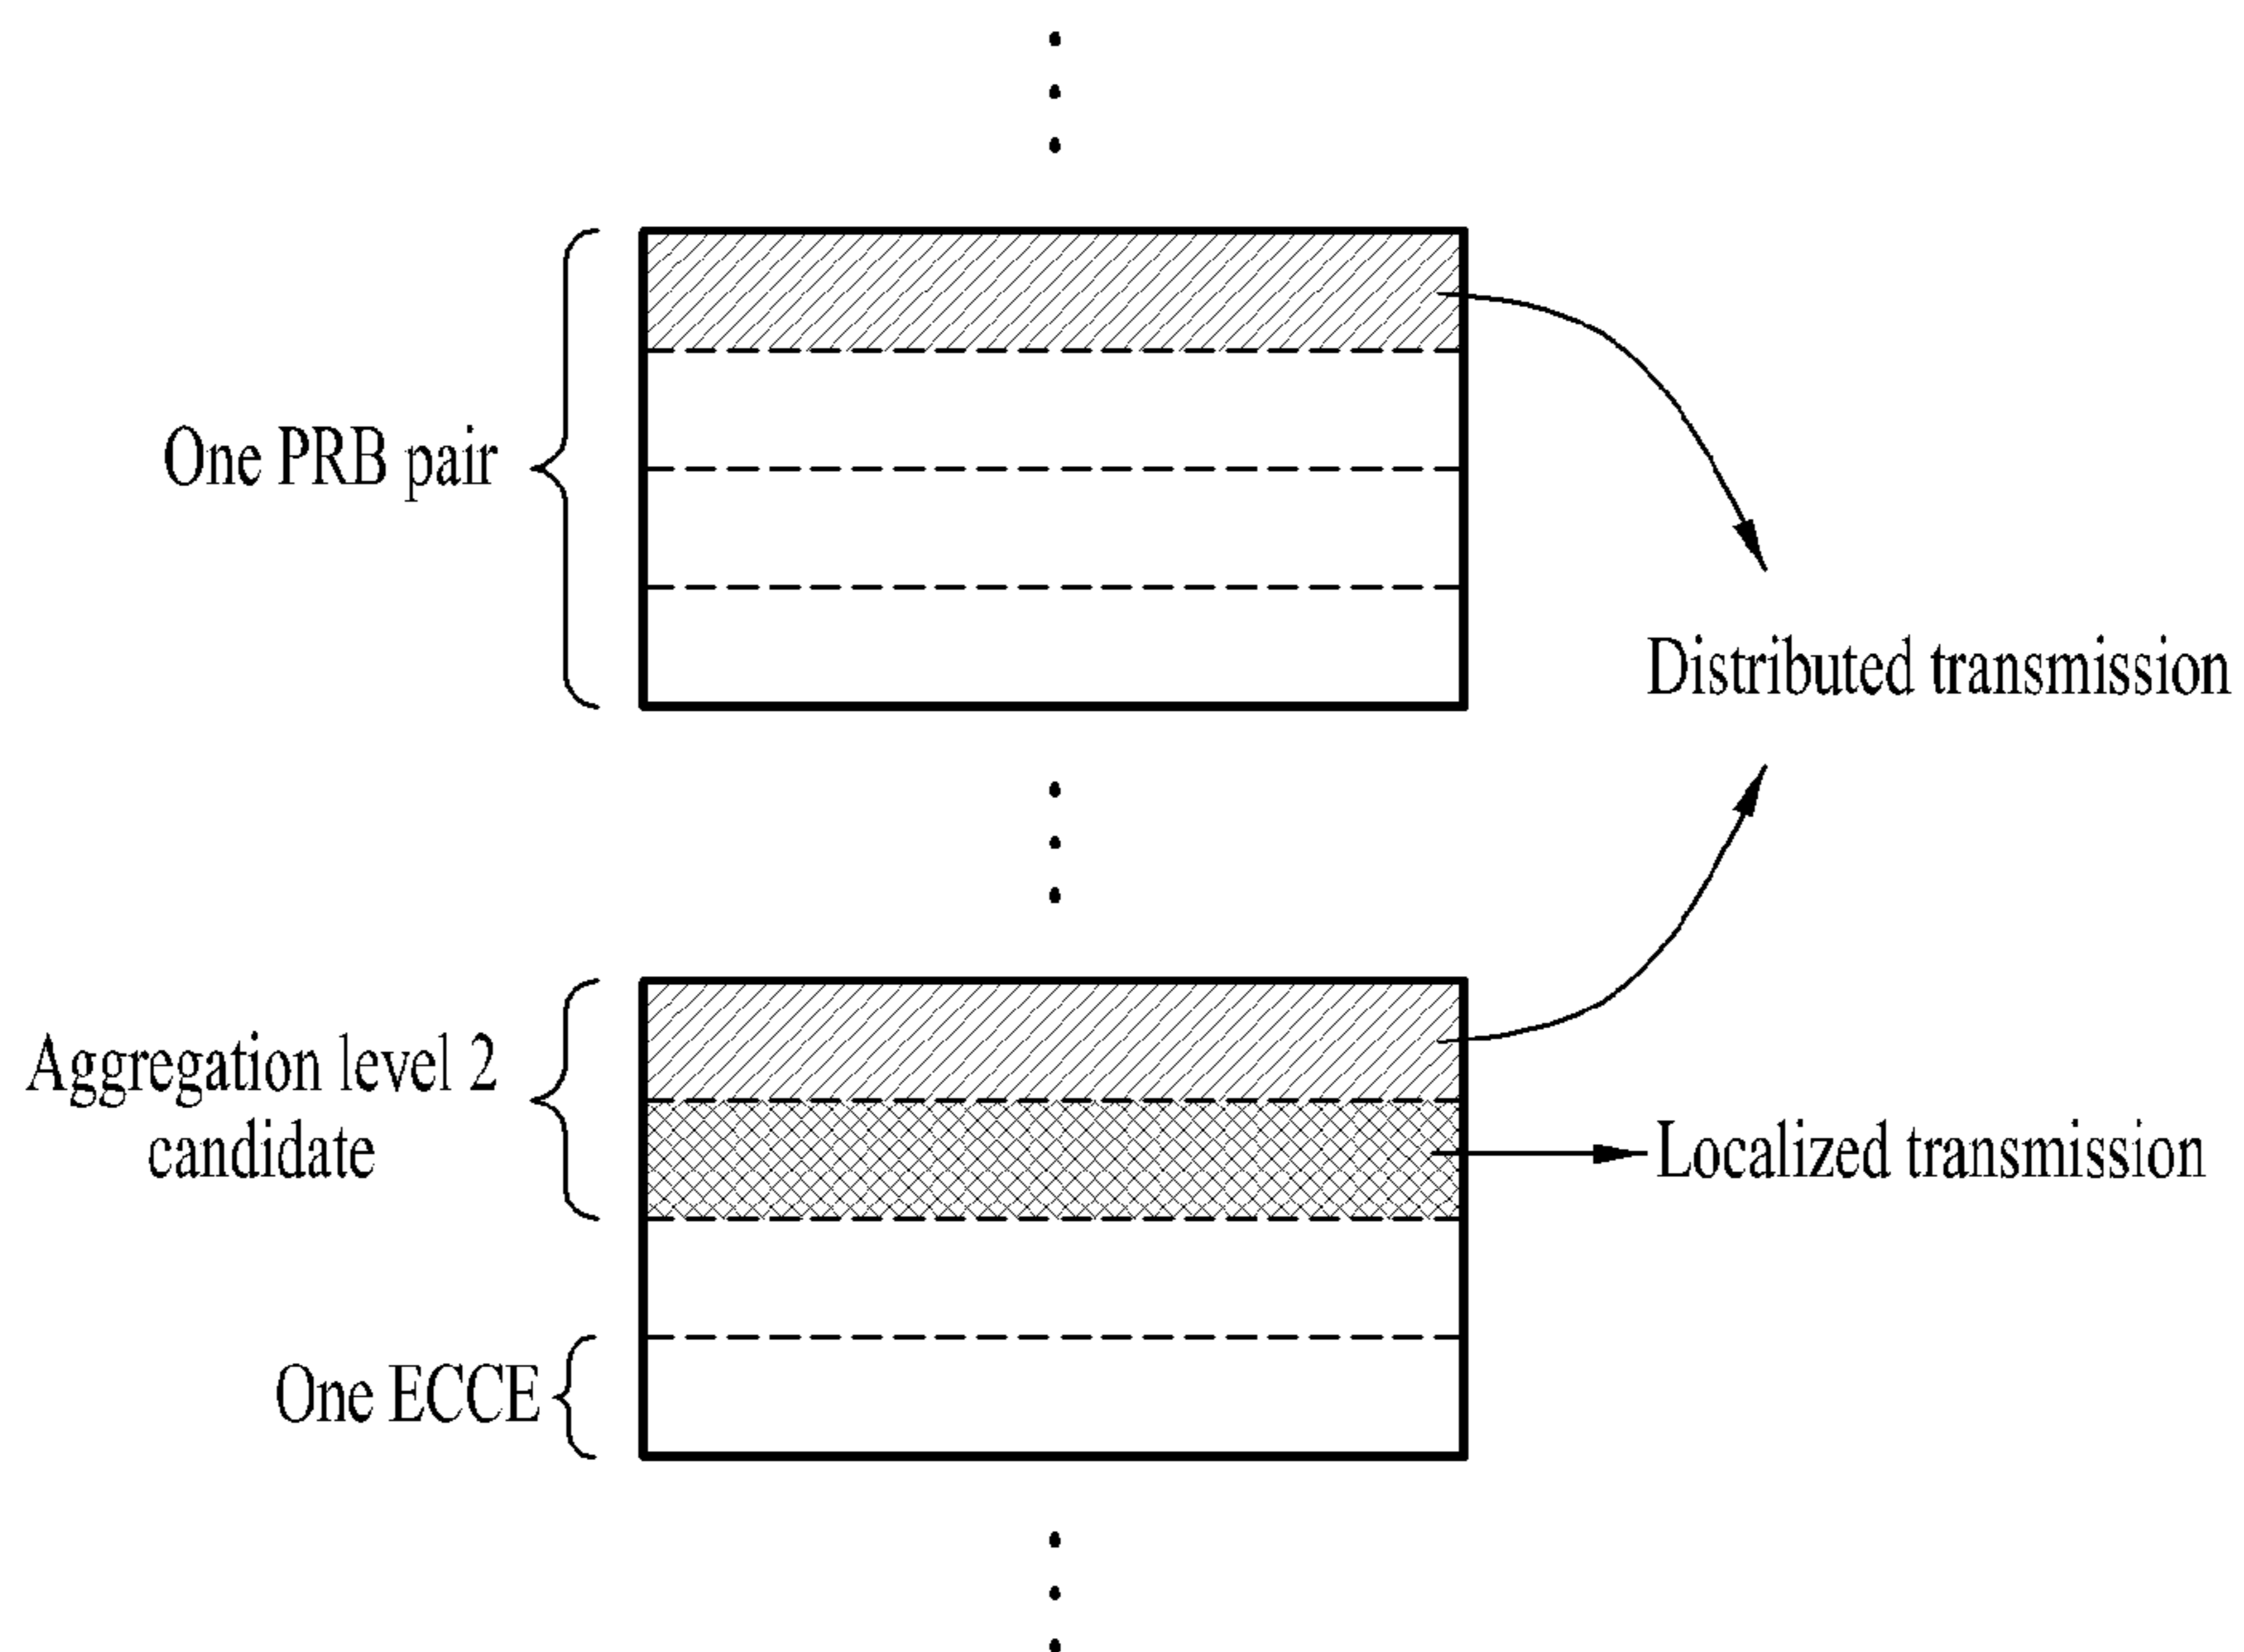 One PRB pair
Distributed transmission
Aggregation level 2
candidate
Localized transmission
One ECCE